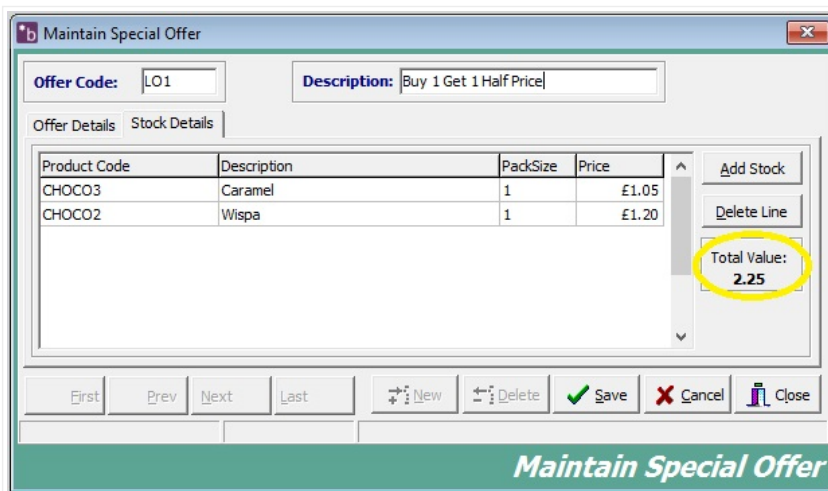 Maintain Special Offer
Offer Code: LO1 Description: Buy 1 Get 1 Half Price
Offer Details Stock Details
Product Code Description PackSize Price
CHOCO3 Caramel 1 £1.05
CHOCO2 Wispa 1 £1.20
Add Stock
Delete Line
Total Value:
2.25
First Prev Next Last New Delete Save Cancel Close
Maintain Special Offer